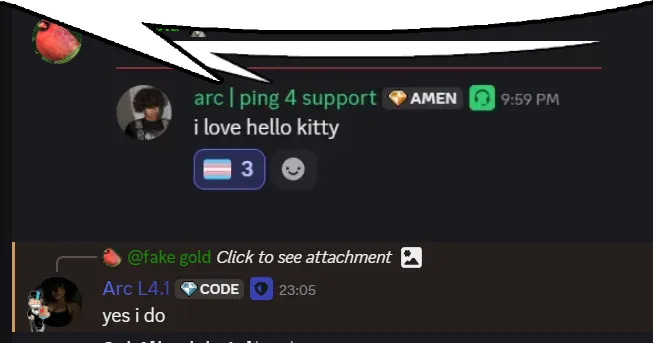 arc | ping 4 support AMEN 9:59 PM
i love hello kitty
3
@fake gold Click to see attachment
Arc L4.1 CODE 23:05
yes i do